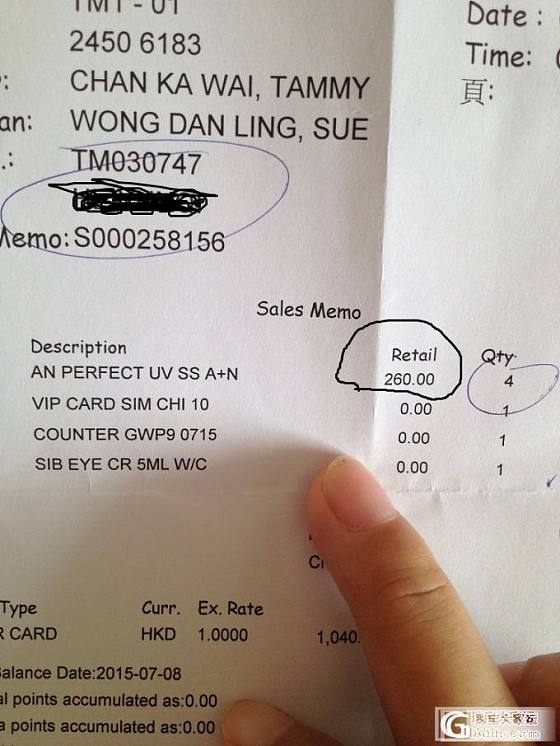 TMT - 01
Date :
2450 6183
Time:
CHAN KA WAI, TAMMY
頁:
an: WONG DAN LING, SUE
.: TM030747
Memo: S000258156
Sales Memo
Description Retail Qty
AN PERFECT UV SS A+N 260.00 4
VIP CARD SIM CHI 10 0.00 1
COUNTER GWP9 0715 0.00 1
SIB EYE CR 5ML W/C 0.00 1
Type Curr. Ex. Rate
R CARD HKD 1.0000 1,040.
Balance Date:2015-07-08
al points accumulated as:0.00
a points accumulated as:0.00